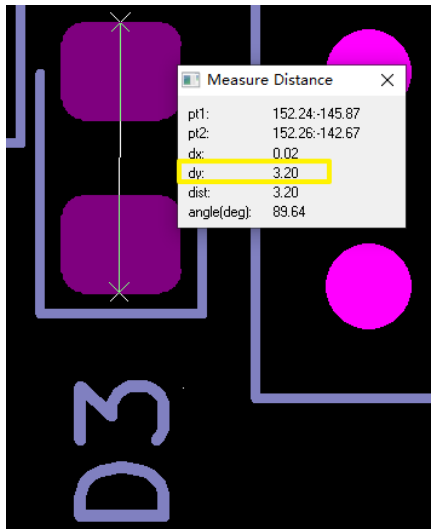 Measure Distance
pt1: 152.24:-145.87
pt2: 152.26:-142.67
dx: 0.02
dy: 3.20
dist: 3.20
angle(deg): 89.64
D3